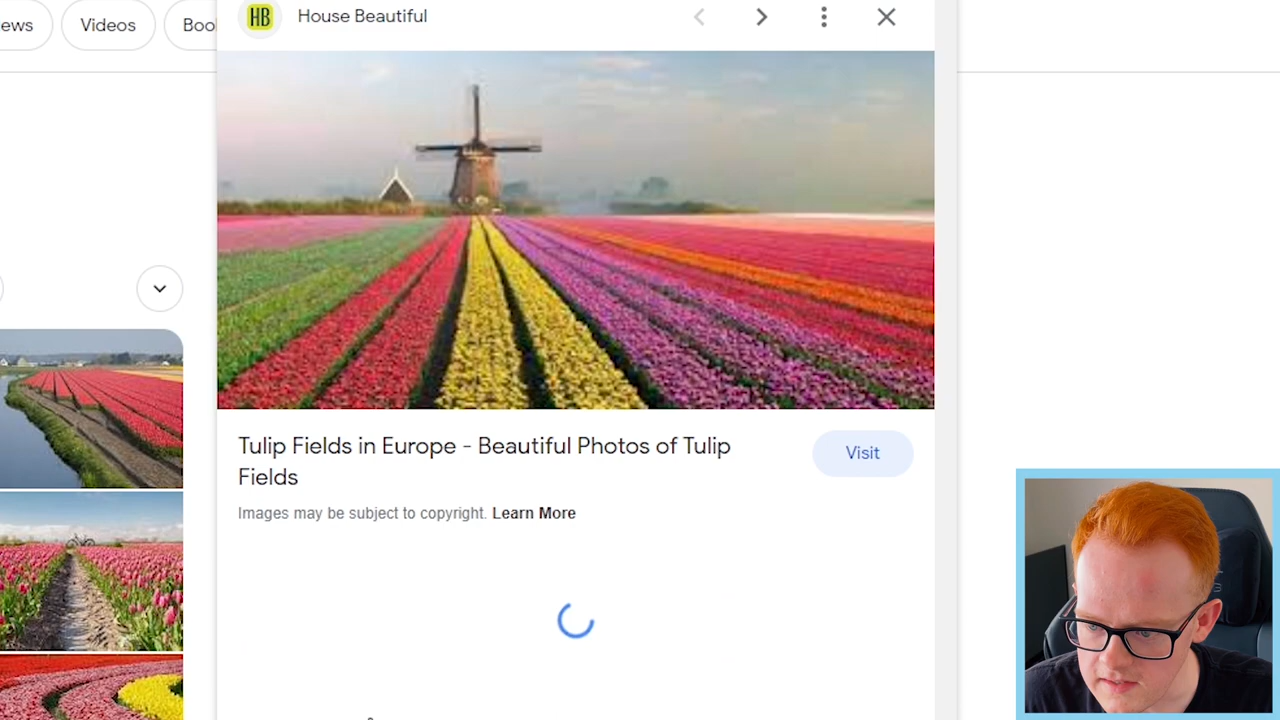 ews
Videos
Boo
HB
House Beautiful
Tulip Fields in Europe - Beautiful Photos of Tulip
Fields
Visit
Images may be subject to copyright. Learn More